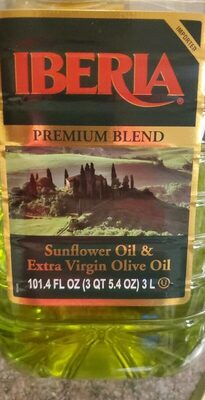 IMPORTED
IBERIA®
PREMIUM BLEND
Sunflower Oil &
Extra Virgin Olive Oil
101.4 FL OZ (3 QT 5.4 OZ) 3 L Ⓤ